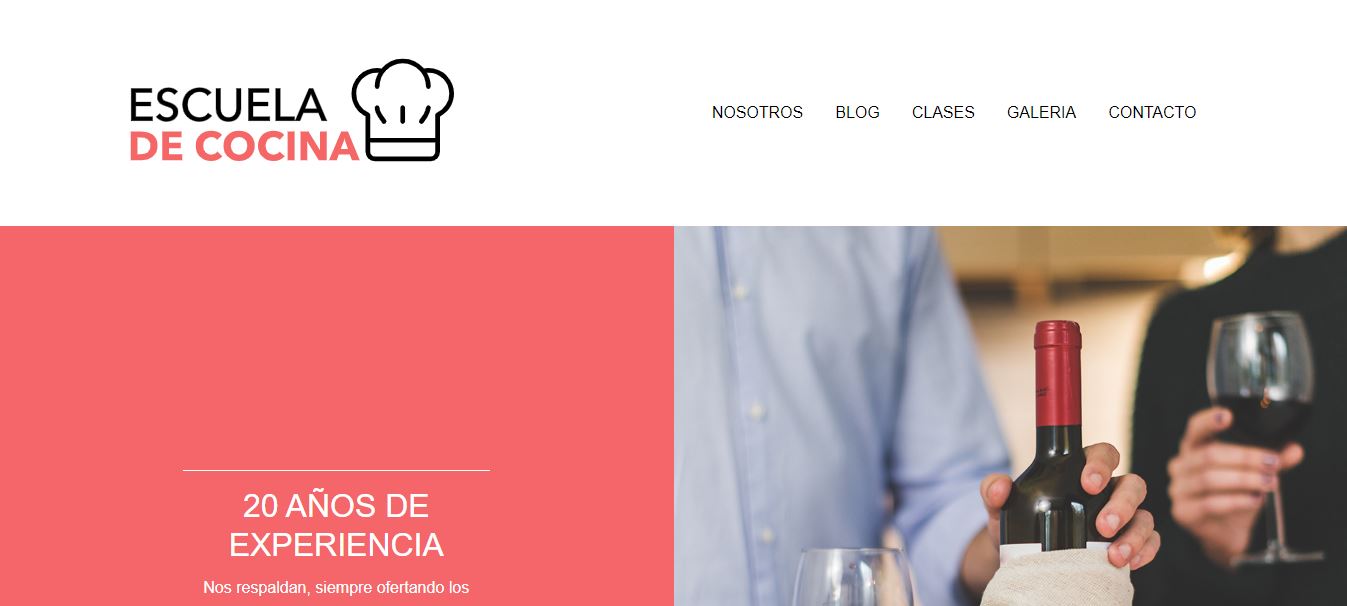 ESCUELA
DE COCINA
NOSOTROS BLOG CLASES GALERIA CONTACTO
20 AÑOS DE
EXPERIENCIA
Nos respaldan, siempre ofertando los